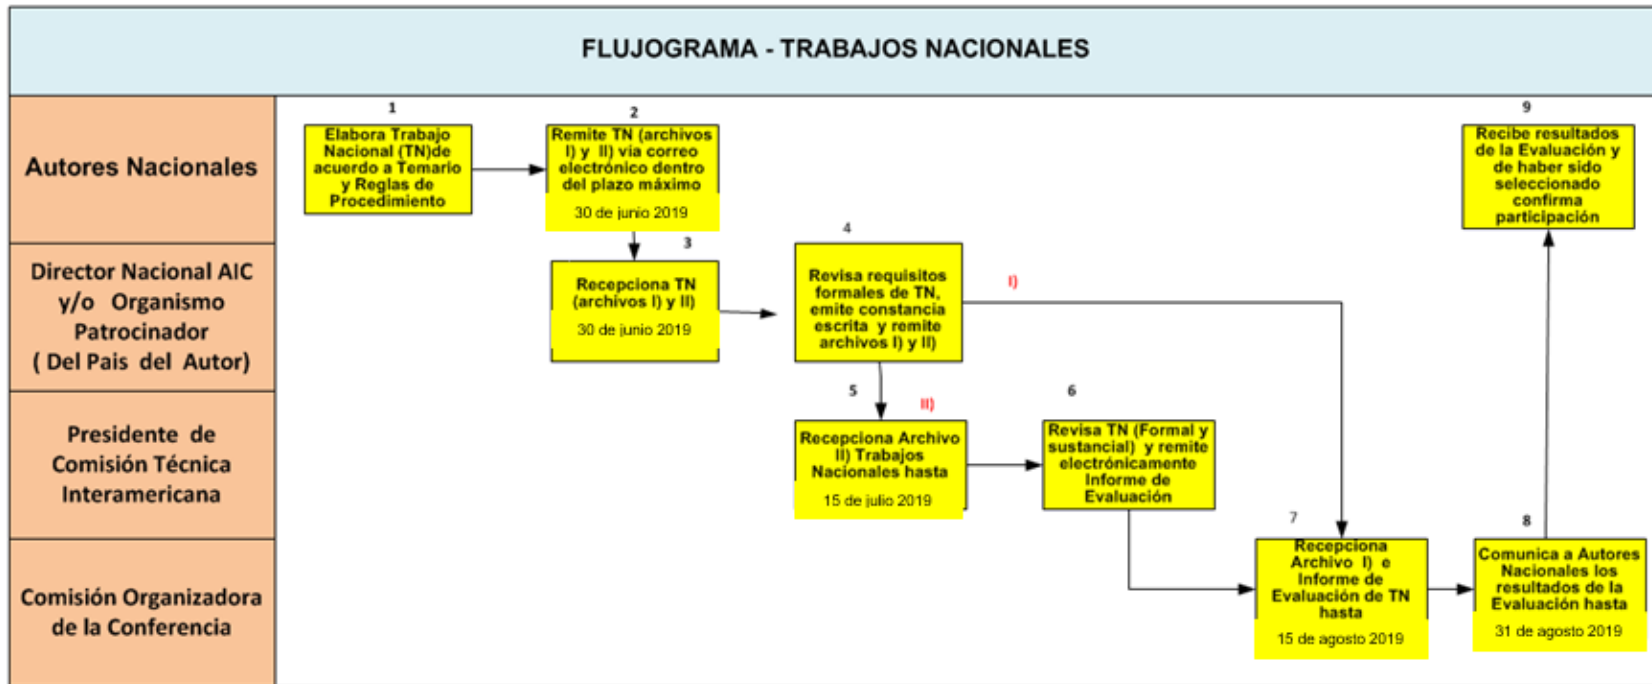 FLUJOGRAMA - TRABAJOS NACIONALES
Autores Nacionales
1
Elabora Trabajo
Nacional (TN)de
acuerdo a Temario
y Reglas de
Procedimiento
2
Remite TN (archivos
I) y II) via correo
electrónico dentro
del plazo máximo
30 de junio 2019
9
Recibe resultados
de la Evaluación y
de haber sido
seleccionado
confirma
participación
Director Nacional AIC
y/o Organismo
Patrocinador
( Del Pais del Autor)
3
Recepciona TN
(archivos I) y II)
30 de junio 2019
4
Revisa requisitos
formales de TN,
emite constancia
escrita y remite
archivos I) y II)
I)
Presidente de
Comisión Técnica
Interamericana
5
II)
Recepciona Archivo
II) Trabajos
Nacionales hasta
15 de julio 2019
6
Revisa TN (Formal y
sustancial) y remite
electrónicamente
Informe de
Evaluación
Comisión Organizadora
de la Conferencia
7
Recepciona
Archivo I) e
Informe de
Evaluación de TN
hasta
15 de agosto 2019
8
Comunica a Autores
Nacionales los
resultados de la
Evaluación hasta
31 de agosto 2019